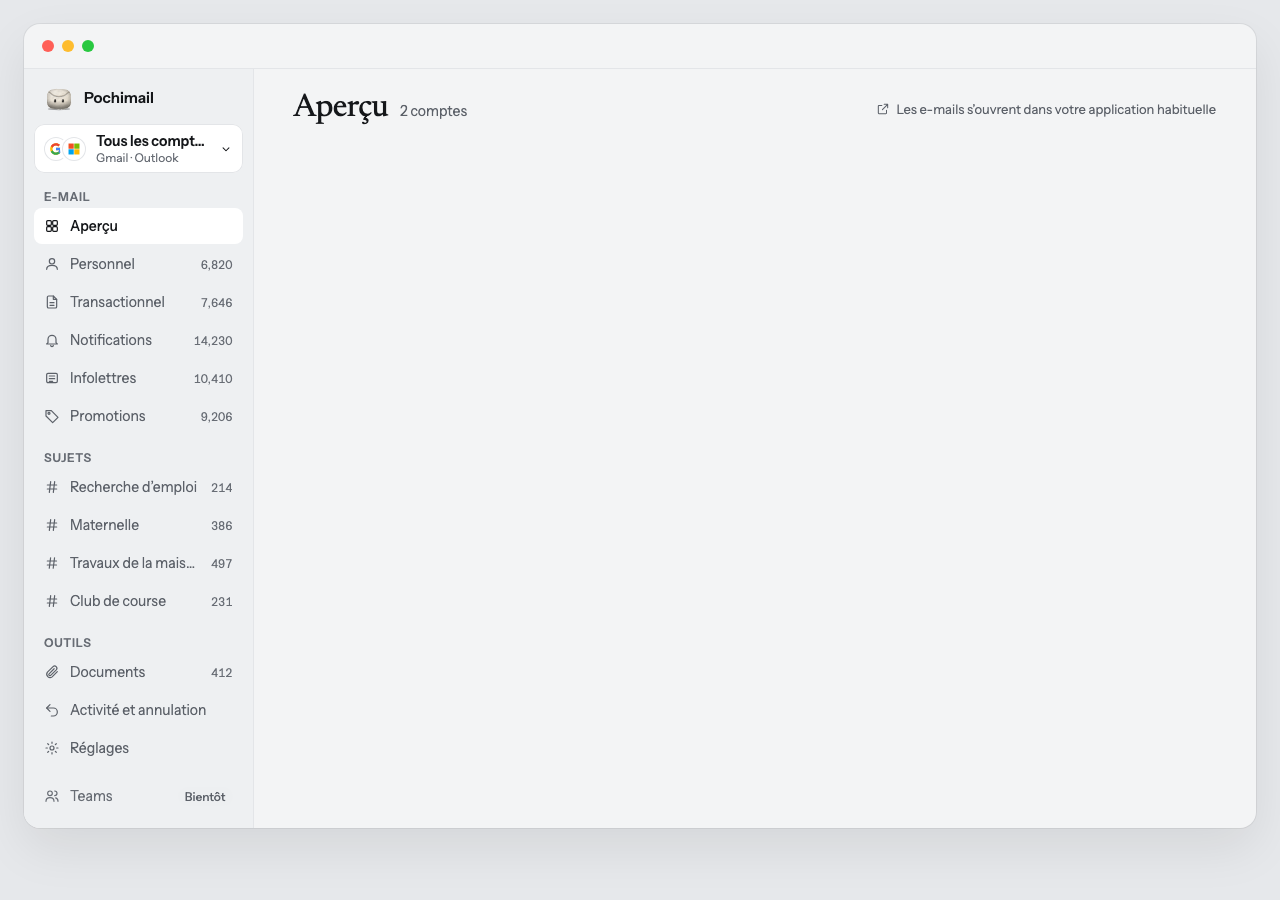 Pochimail
Tous les compt…
Gmail · Outlook
E-MAIL
Aperçu
Personnel 6,820
Transactionnel 7,646
Notifications 14,230
Infolettres 10,410
Promotions 9,206
SUJETS
# Recherche d’emploi 214
# Maternelle 386
# Travaux de la mais… 497
# Club de course 231
OUTILS
Documents 412
Activité et annulation
Réglages
Teams Bientôt
Aperçu 2 comptes
Les e-mails s’ouvrent dans votre application habituelle